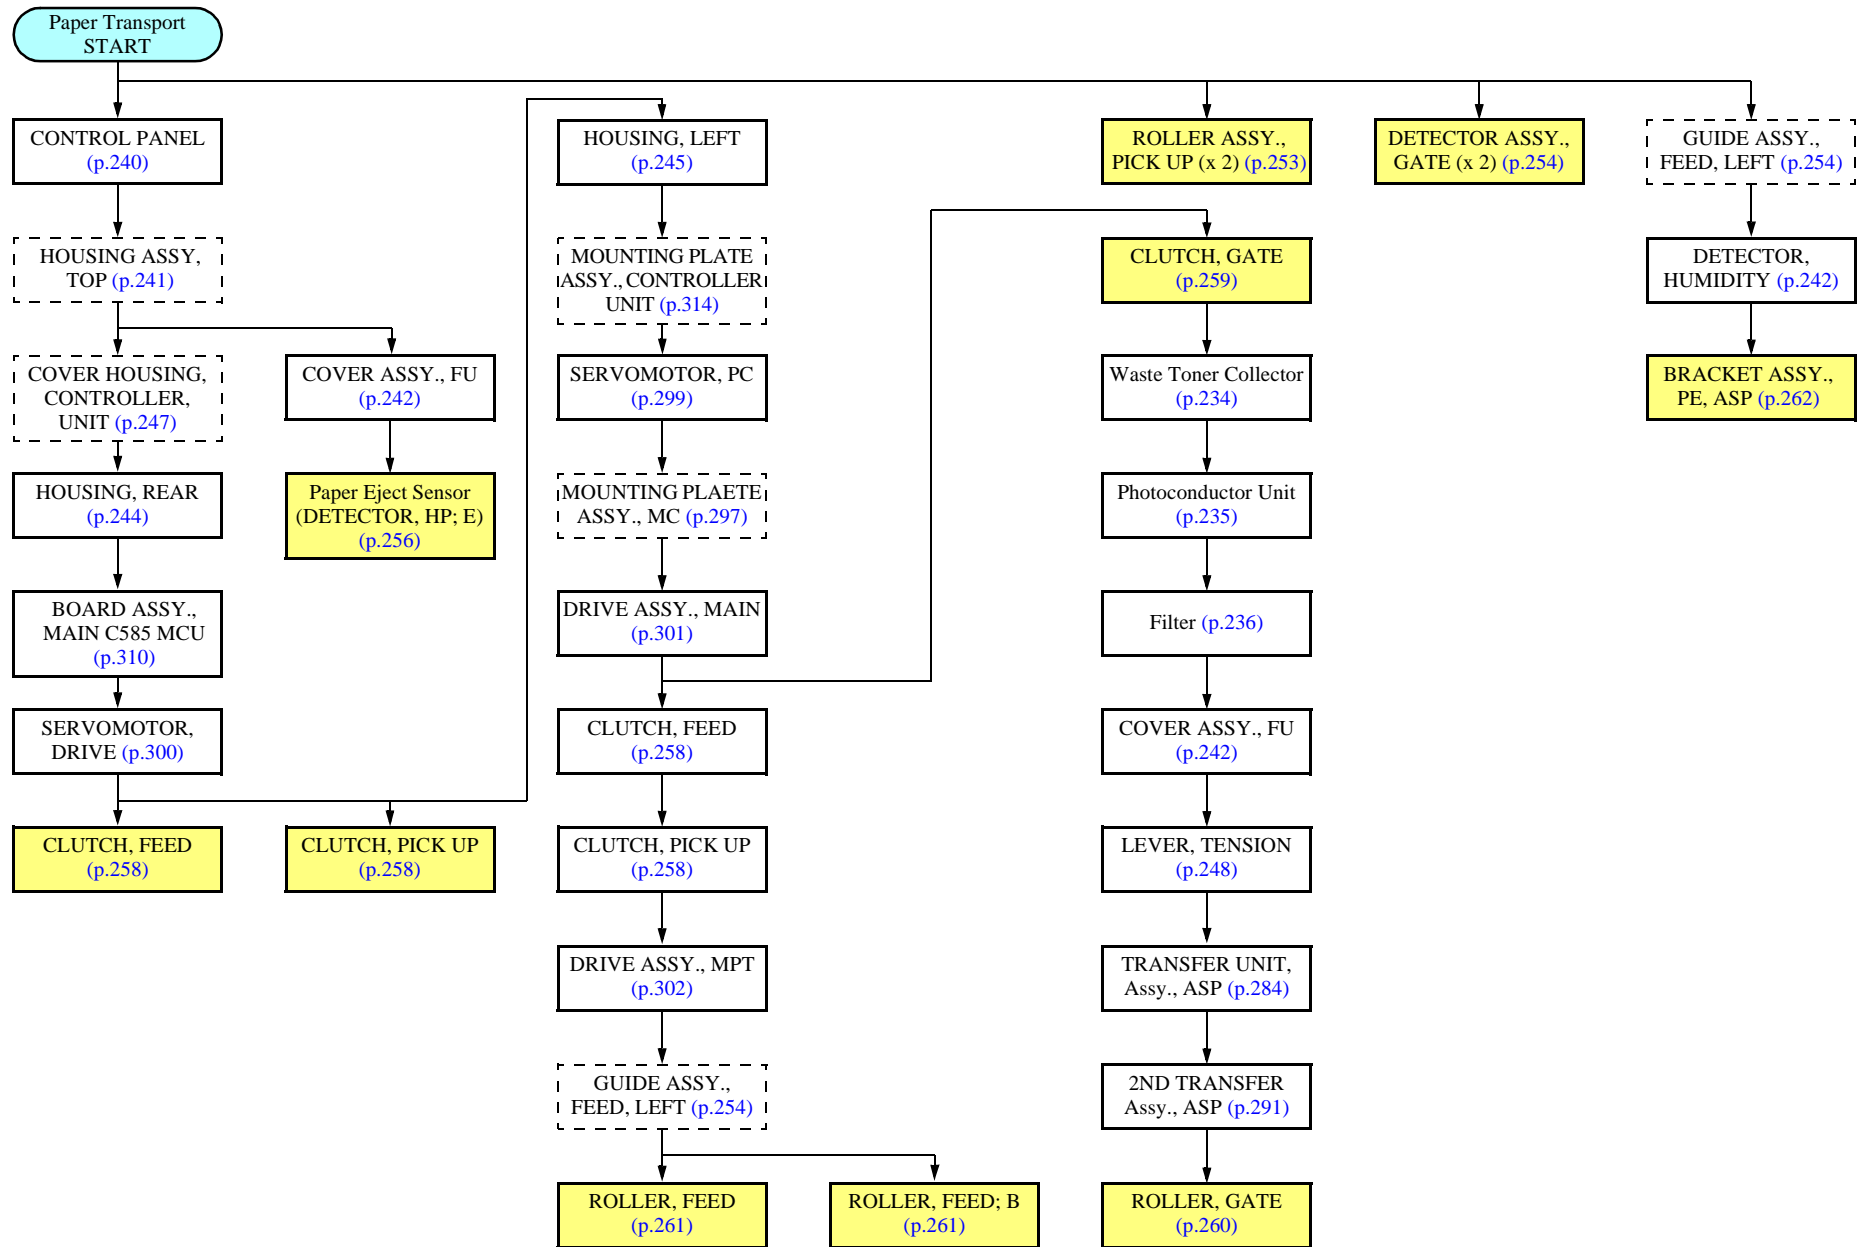 Paper Transport
START
CONTROL PANEL
(p.240)
HOUSING ASSY,
TOP (p.241)
COVER HOUSING,
CONTROLLER,
UNIT (p.247)
HOUSING, REAR
(p.244)
BOARD ASSY.,
MAIN C585 MCU
(p.310)
SERVOMOTOR,
DRIVE (p.300)
CLUTCH, FEED
(p.258)
COVER ASSY., FU
(p.242)
Paper Eject Sensor
(DETECTOR, HP; E)
(p.256)
CLUTCH, PICK UP
(p.258)
HOUSING, LEFT
(p.245)
MOUNTING PLATE
ASSY., CONTROLLER
UNIT (p.314)
SERVOMOTOR, PC
(p.299)
MOUNTING PLAETE
ASSY., MC (p.297)
DRIVE ASSY., MAIN
(p.301)
CLUTCH, FEED
(p.258)
CLUTCH, PICK UP
(p.258)
DRIVE ASSY., MPT
(p.302)
GUIDE ASSY.,
FEED, LEFT (p.254)
ROLLER, FEED
(p.261)
ROLLER, FEED; B
(p.261)
ROLLER ASSY.,
PICK UP (x 2) (p.253)
CLUTCH, GATE
(p.259)
Waste Toner Collector
(p.234)
Photoconductor Unit
(p.235)
Filter (p.236)
COVER ASSY., FU
(p.242)
LEVER, TENSION
(p.248)
TRANSFER UNIT,
Assy., ASP (p.284)
2ND TRANSFER
Assy., ASP (p.291)
ROLLER, GATE
(p.260)
DETECTOR ASSY.,
GATE (x 2) (p.254)
GUIDE ASSY.,
FEED, LEFT (p.254)
DETECTOR,
HUMIDITY (p.242)
BRACKET ASSY.,
PE, ASP (p.262)